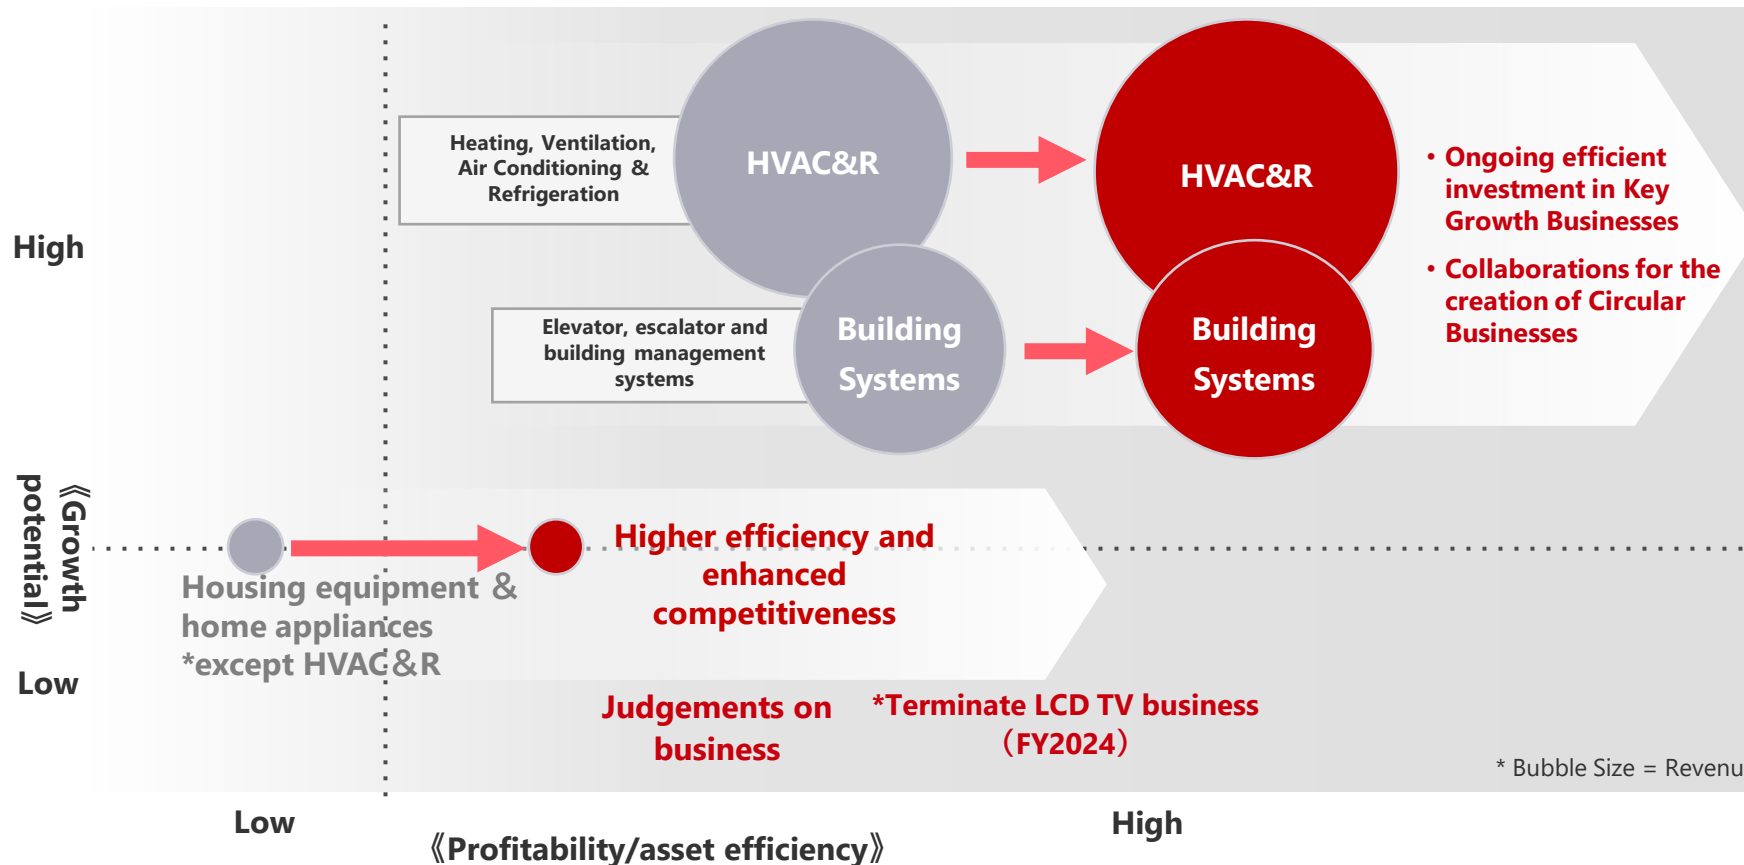 Heating, Ventilation,
Air Conditioning ＆
Refrigeration
HVAC&R
HVAC&R
• Ongoing efficient
investment in Key
Growth Businesses
• Collaborations for the
creation of Circular
Businesses
High
Elevator, escalator and
building management
systems
Building
Systems
Building
Systems
《Growth
potential》
Higher efficiency and
enhanced
competitiveness
Housing equipment ＆
home appliances
*except HVAC＆R
Low
Judgements on
business
*Terminate LCD TV business
（FY2024）
* Bubble Size = Revenu
Low
High
《Profitability/asset efficiency》